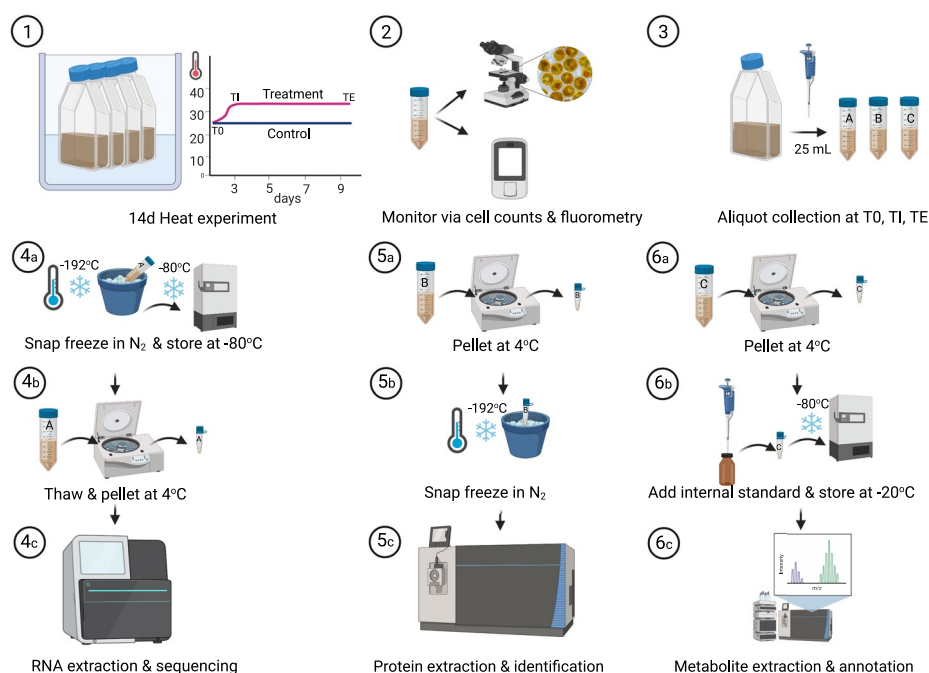 1
40
30
20
10
0
TI
Treatment
TE
T0
Control
3
5
7
9
days
14d Heat experiment
2
Monitor via cell counts & fluorometry
3
25 mL
A
B
C
Aliquot collection at T0, TI, TE
4a
-192°C
-80°C
Snap freeze in N₂ & store at -80°C
5a
B
B
Pellet at 4°C
6a
C
C
Pellet at 4°C
4b
A
A
Thaw & pellet at 4°C
5b
-192°C
B
Snap freeze in N₂
6b
C
-80°C
Add internal standard & store at -20°C
4c
RNA extraction & sequencing
5c
Protein extraction & identification
6c
Intensity
m/z
Metabolite extraction & annotation